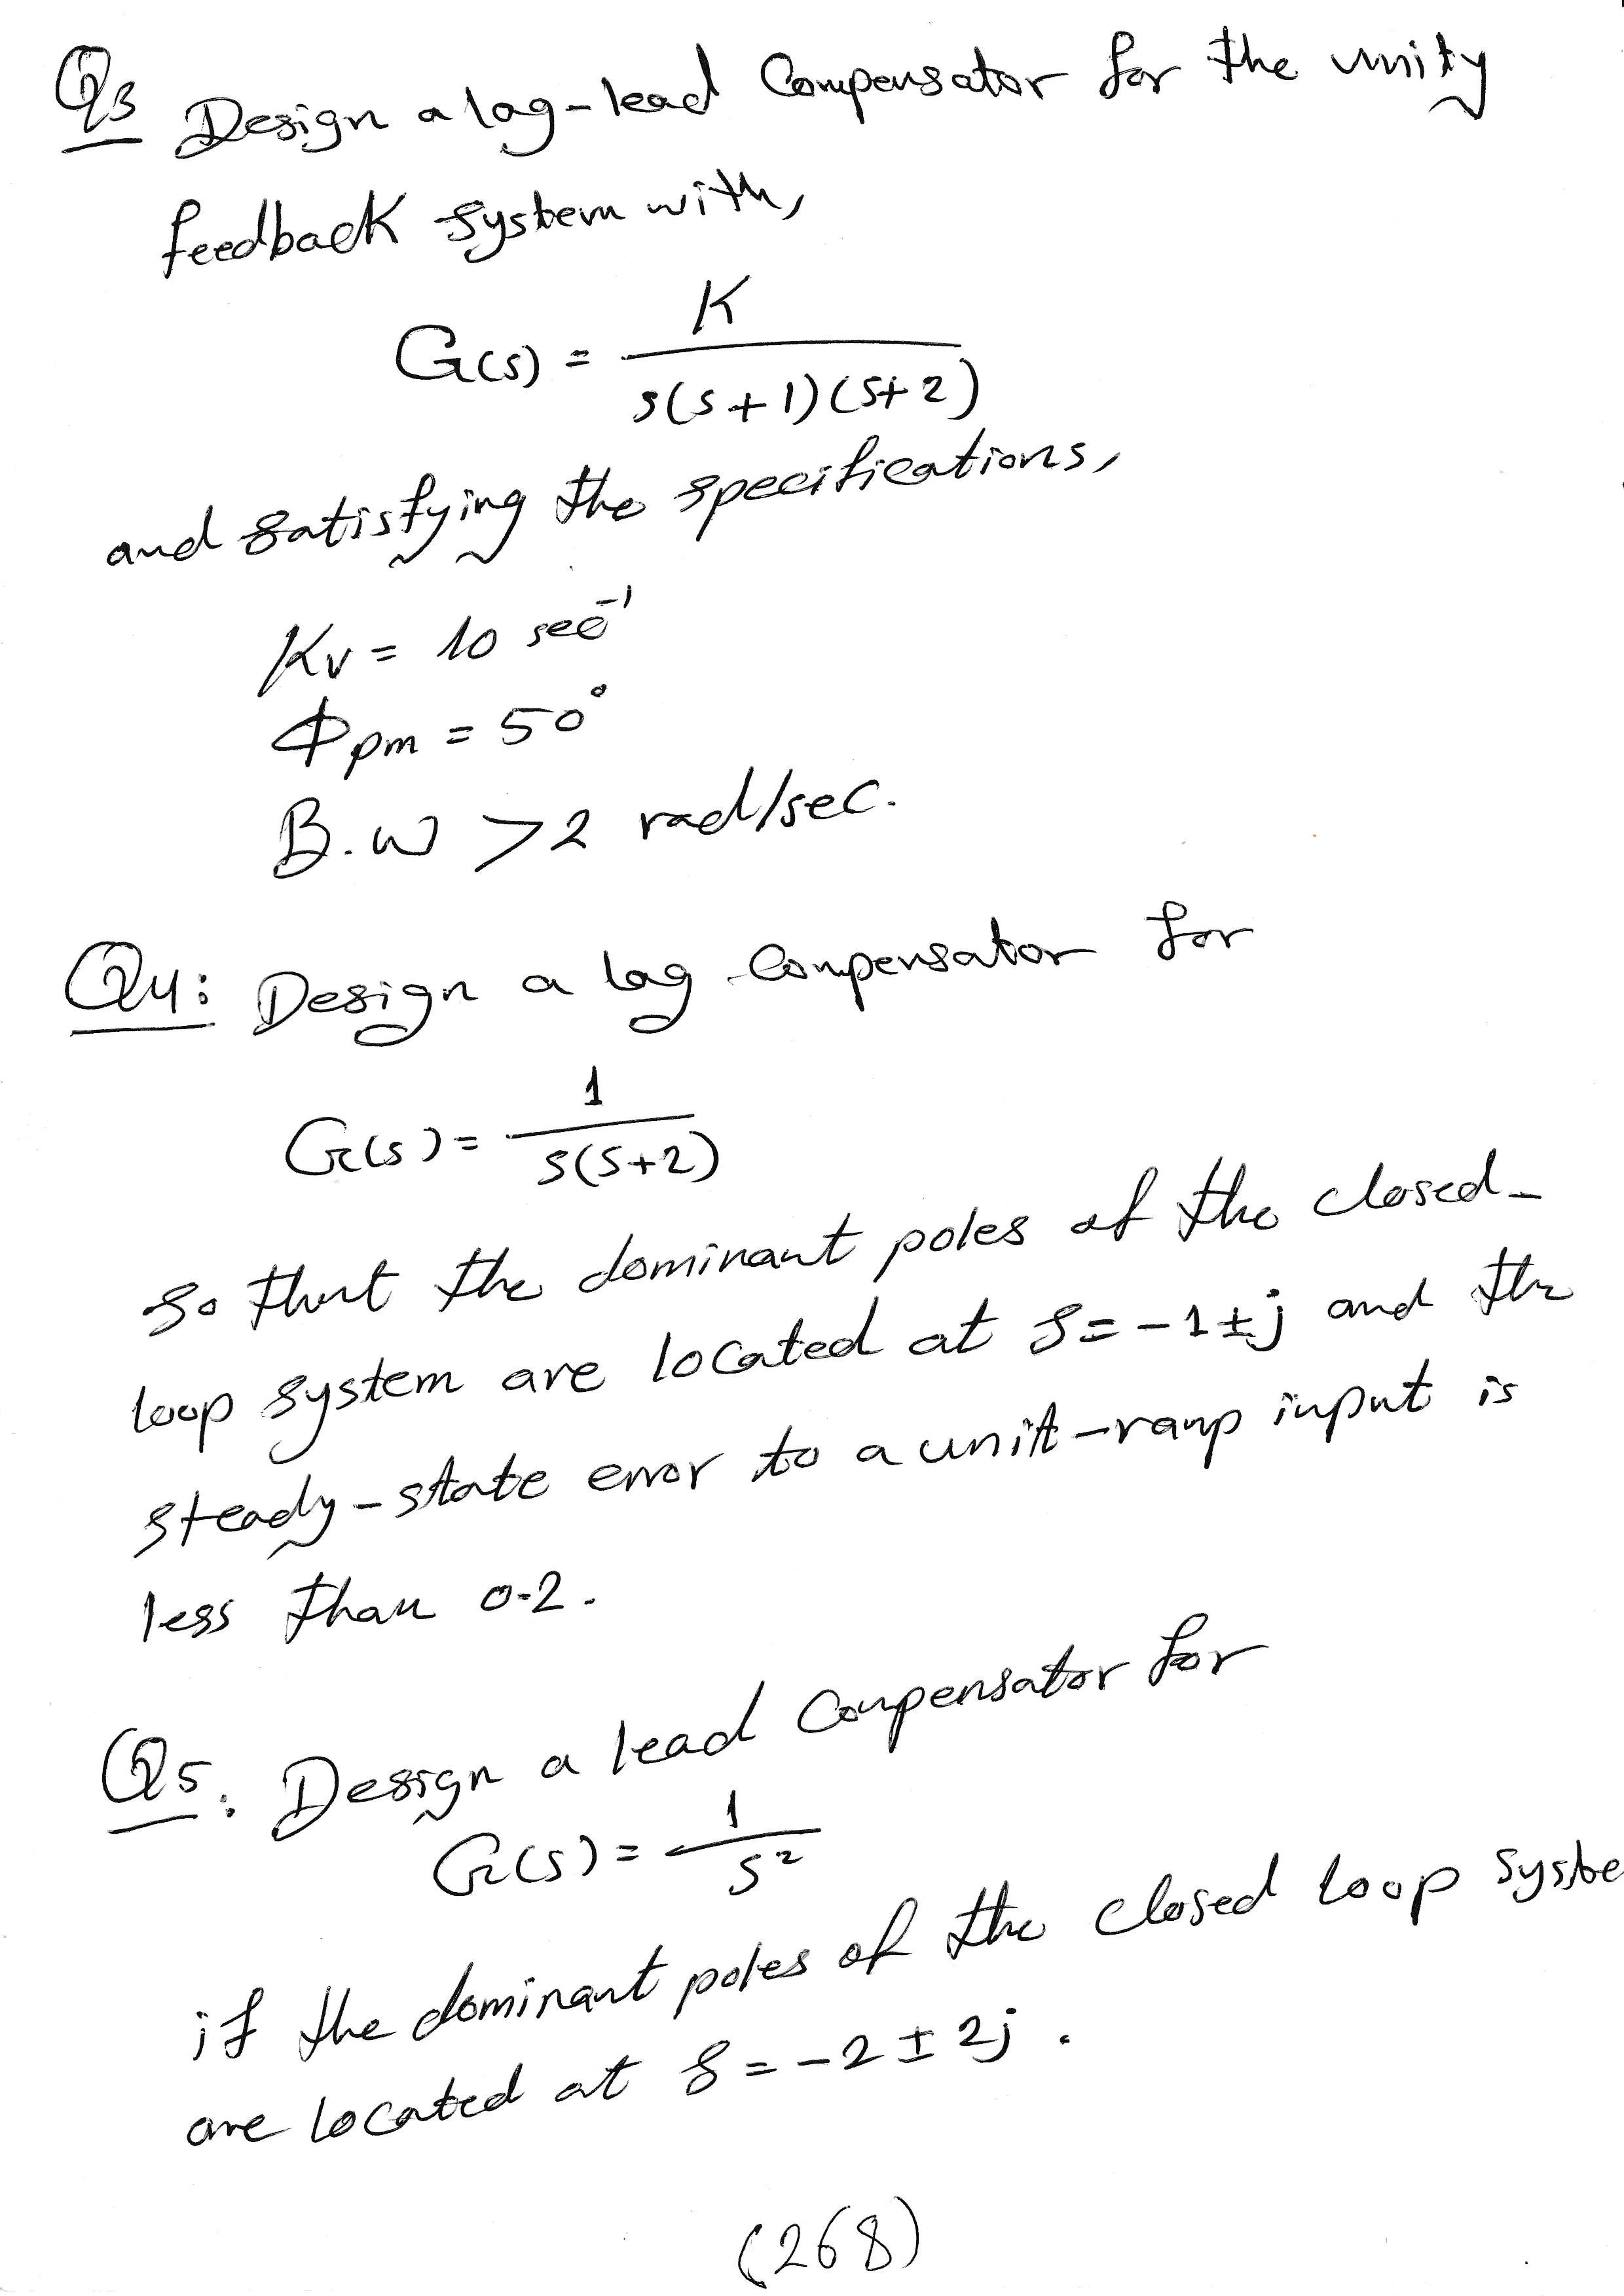 Q3 Design a lag-lead Compensator for the unity
feedback system with,
G(s) = K / s(s+1)(s+2)
and satisfying the specifications,
Kv = 10 sec⁻¹
Φpm = 50°
B.W > 2 rad/sec.
Q4: Design a lag Compensator for
G(s) = 1 / s(s+2)
so that the dominant poles of the closed-
loop system are located at s = -1 ± j and the
steady-state error to a unit-ramp input is
less than 0.2.
Q5: Design a lead Compensator for
G(s) = 1 / s²
if the dominant poles of the closed loop syste
are located at s = -2 ± 2j.
(268)